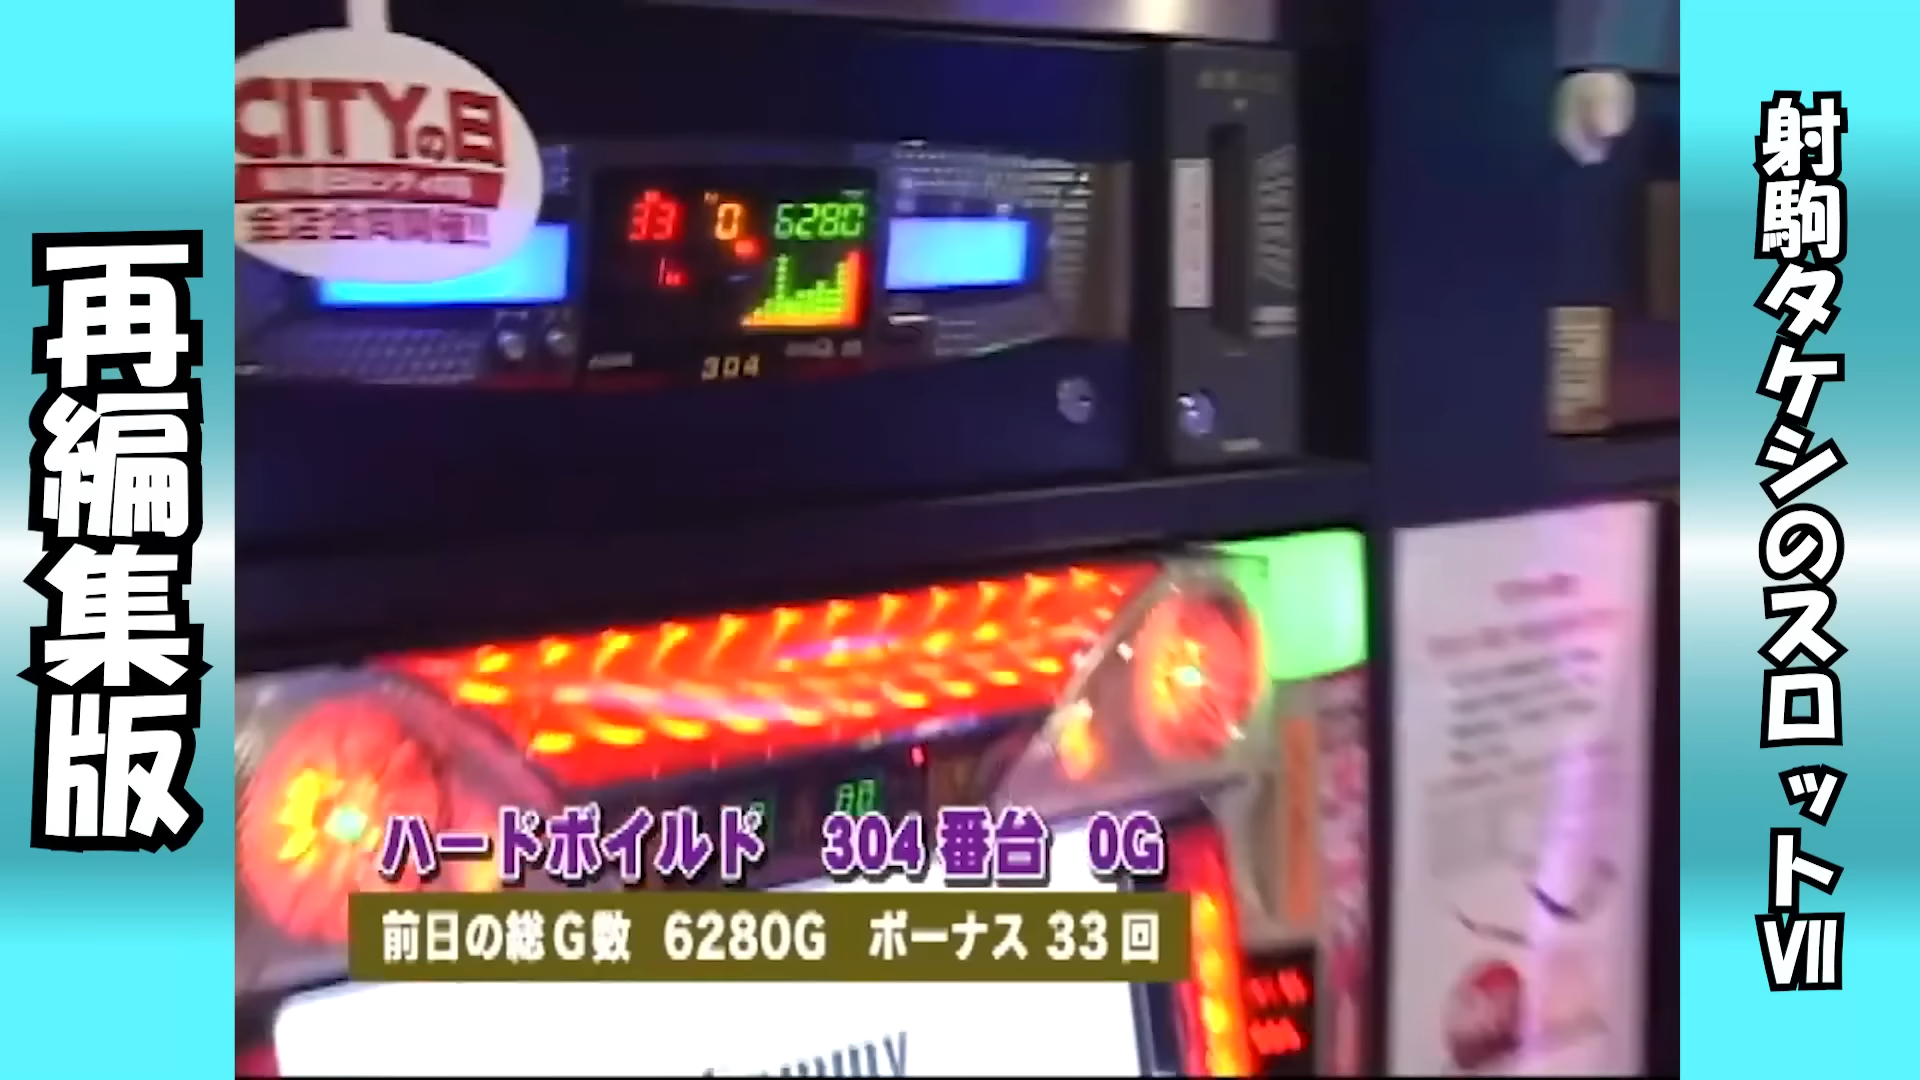 再編集版
射駒タケシのスロットⅦ
CITYの日
33 0 6280
1
304
ハードボイルド 304番台 0G
前日の総G数 6280G ボーナス 33回